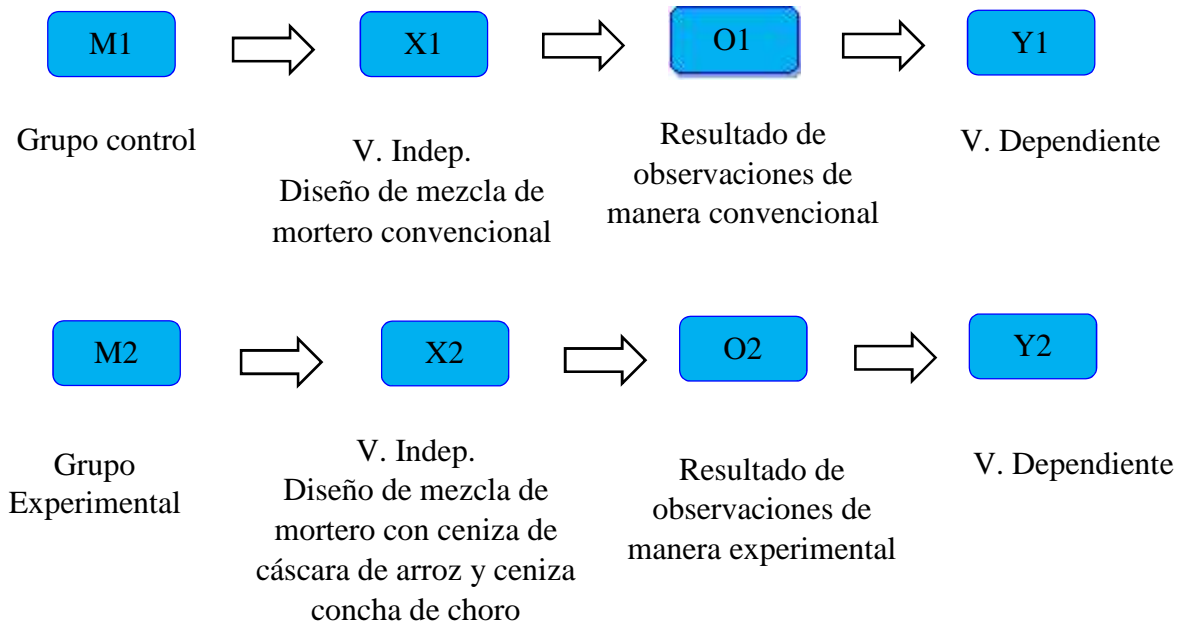 M1
X1
O1
Y1
Grupo control
V. Indep.
Diseño de mezcla de
mortero convencional
Resultado de
observaciones de
manera convencional
V. Dependiente
M2
X2
O2
Y2
Grupo
Experimental
V. Indep.
Diseño de mezcla de
mortero con ceniza de
cáscara de arroz y ceniza
concha de choro
Resultado de
observaciones de
manera experimental
V. Dependiente